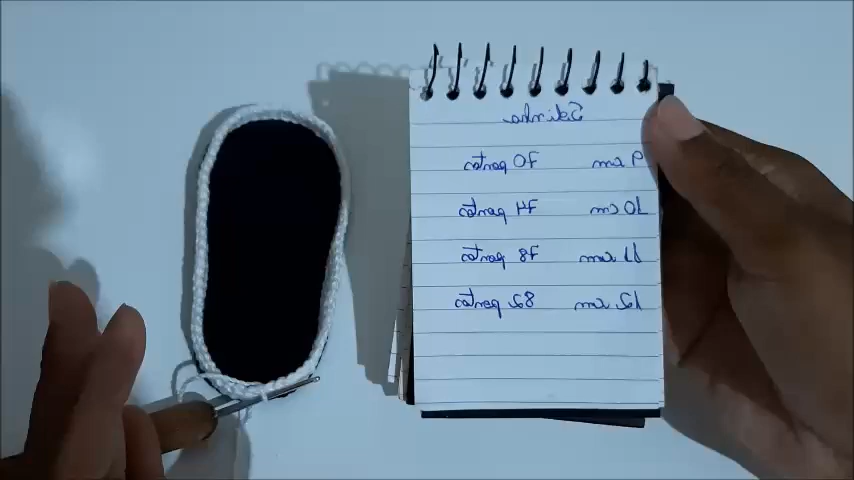 Solinha
9 cm 70 pontos
10 cm 74 pontos
11 cm 78 pontos
12 cm 82 pontos